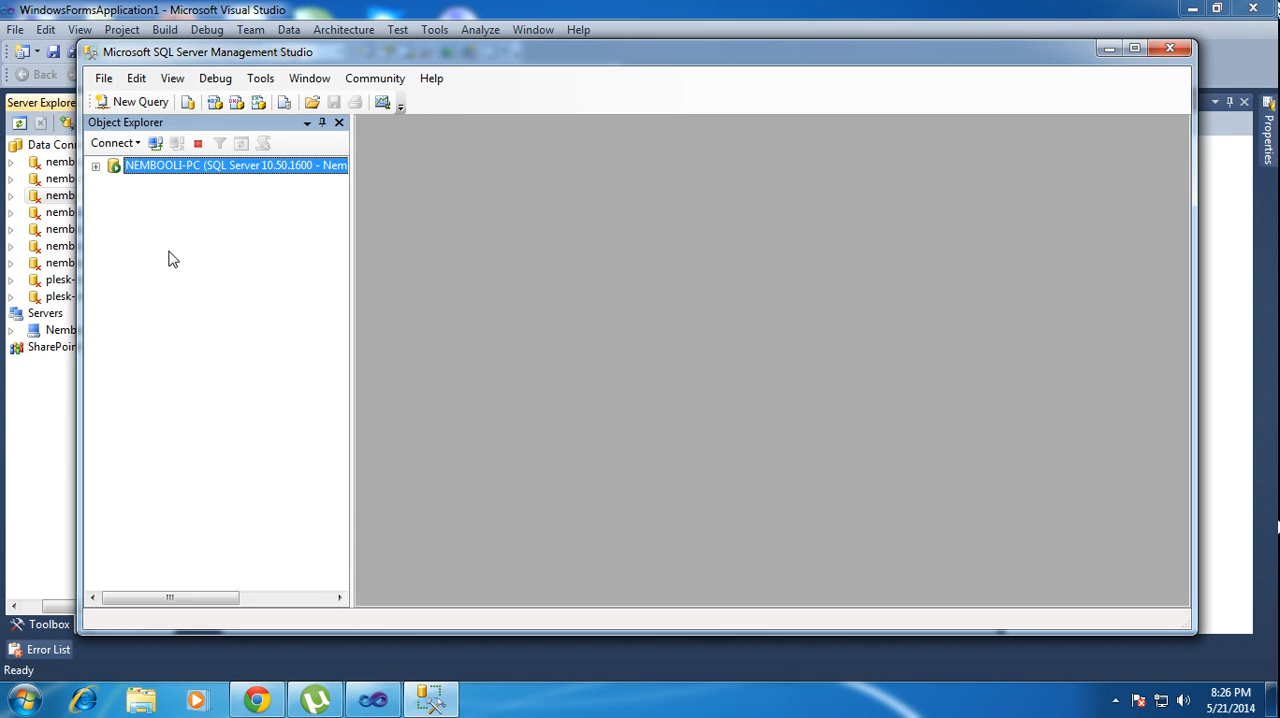 WindowsFormsApplication1 - Microsoft Visual Studio
File Edit View Project Build Debug Team Data Architecture Test Tools Analyze Window Help
Back
Microsoft SQL Server Management Studio
File Edit View Debug Tools Window Community Help
New Query
Server Explore
Object Explorer
Connect
Data Con
NEMBOOLI-PC (SQL Server 10.50.1600 - Nem
nemb
nemb
nemb
nemb
nemb
nemb
nemb
plesk-
plesk-
Servers
Nemb
SharePoin
Properties
Toolbox
Error List
Ready
8:26 PM
5/21/2014